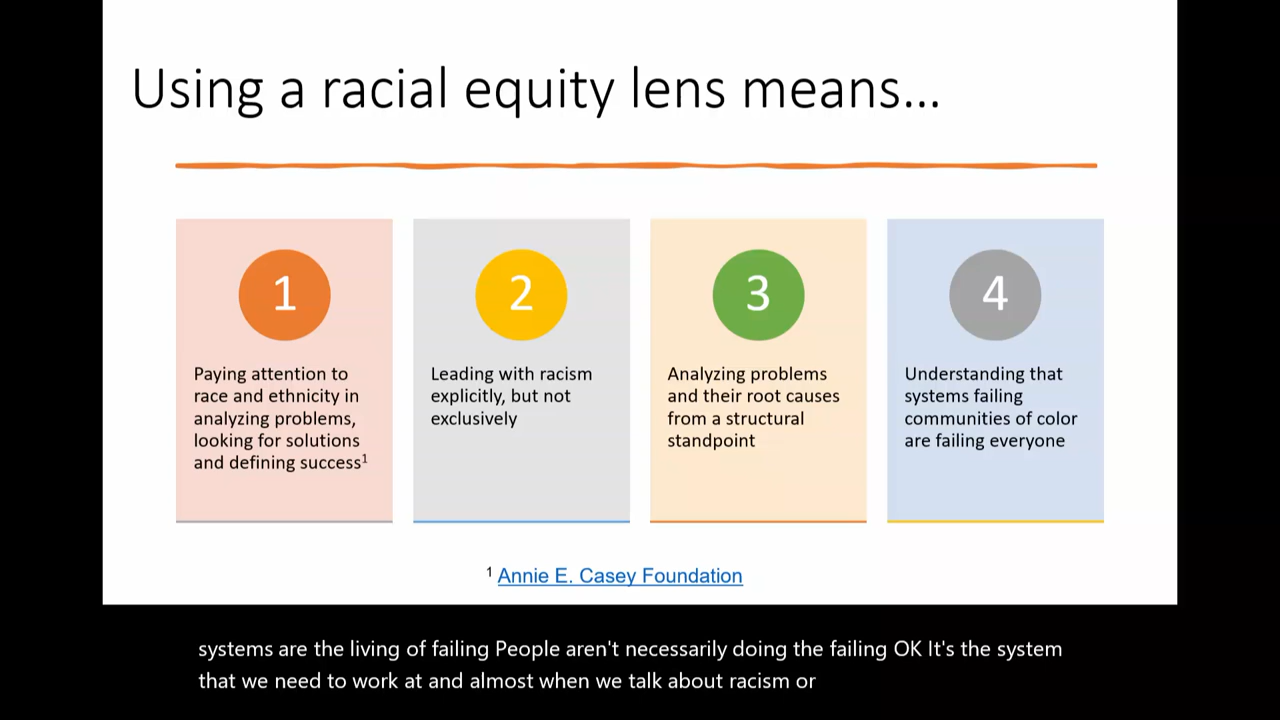 Using a racial equity lens means...
1
Paying attention to
race and ethnicity in
analyzing problems,
looking for solutions
and defining success¹
2
Leading with racism
explicitly, but not
exclusively
3
Analyzing problems
and their root causes
from a structural
standpoint
4
Understanding that
systems failing
communities of color
are failing everyone
¹ Annie E. Casey Foundation
systems are the living of failing People aren't necessarily doing the failing OK It's the system
that we need to work at and almost when we talk about racism or